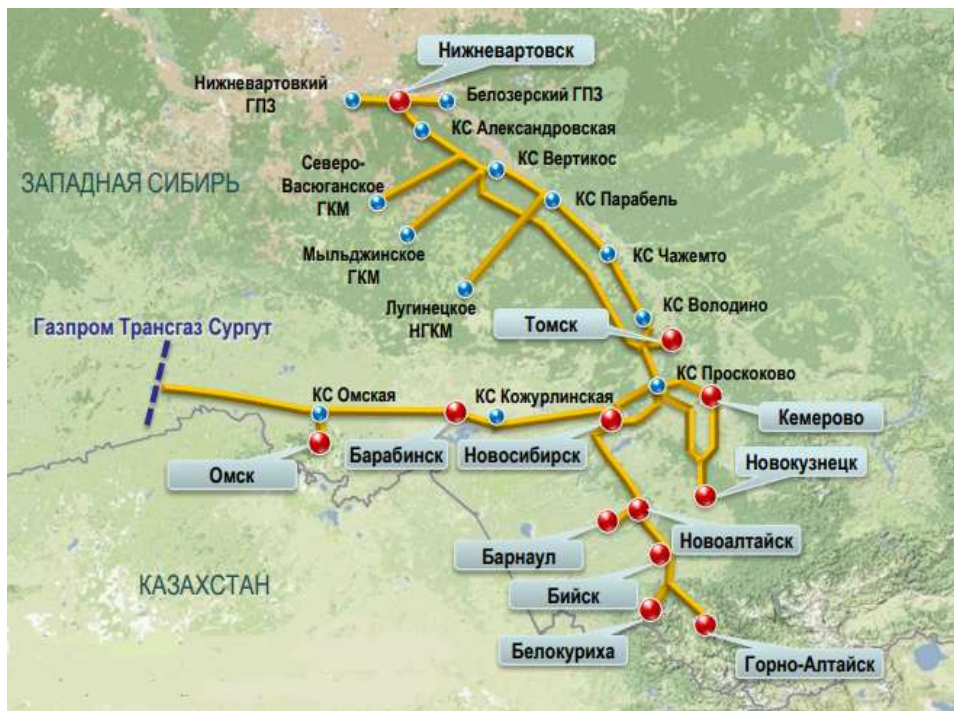 Нижневартовск
Нижневартовкий
ГПЗ
Белозерский ГПЗ
КС Александровская
КС Вертикос
Северо-
Васюганское
ГКМ
ЗАПАДНАЯ СИБИРЬ
КС Парабель
Мыльджинское
ГКМ
КС Чажемто
Лугинецкое
НГКМ
КС Володино
Газпром Трансгаз Сургут
Томск
КС Проскоково
КС Омская
КС Кожурлинская
Кемерово
Барабинск
Новосибирск
Омск
Новокузнецк
Новоалтайск
Барнаул
КАЗАХСТАН
Бийск
Белокуриха
Горно-Алтайск